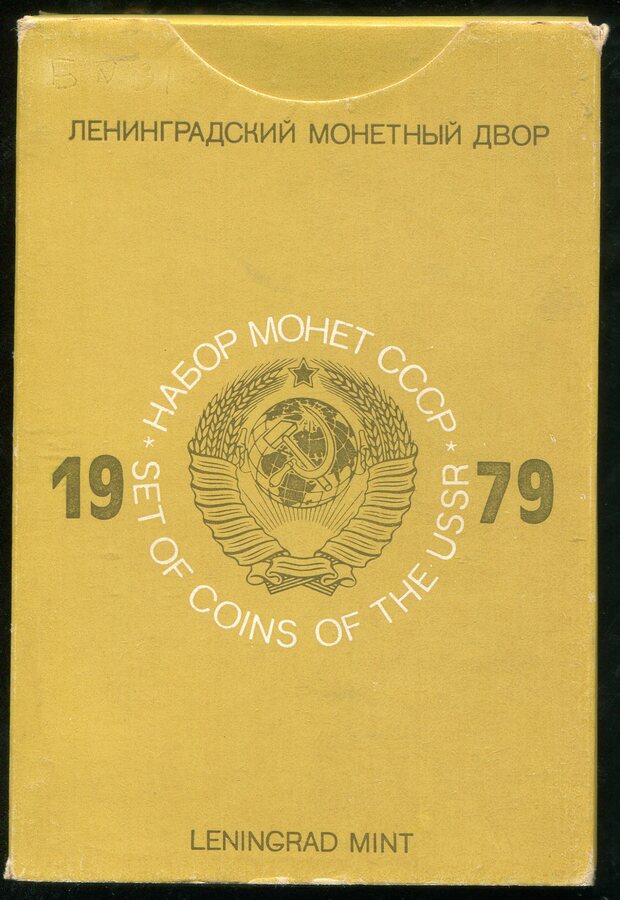 ЛЕНИНГРАДСКИЙ МОНЕТНЫЙ ДВОР
* НАБОР МОНЕТ СССР *
19 79
SET OF COINS OF THE USSR
LENINGRAD MINT